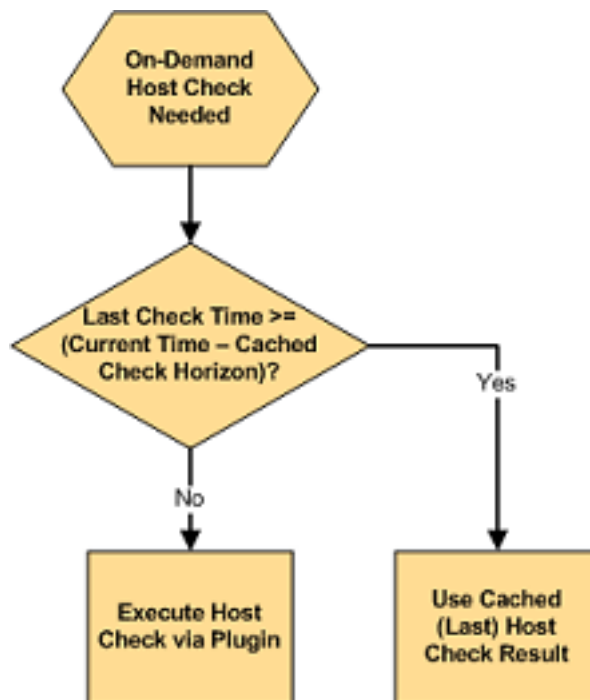 On-Demand
Host Check
Needed
Last Check Time >=
(Current Time – Cached
Check Horizon)?
Yes
No
Execute Host
Check via Plugin
Use Cached
(Last) Host
Check Result